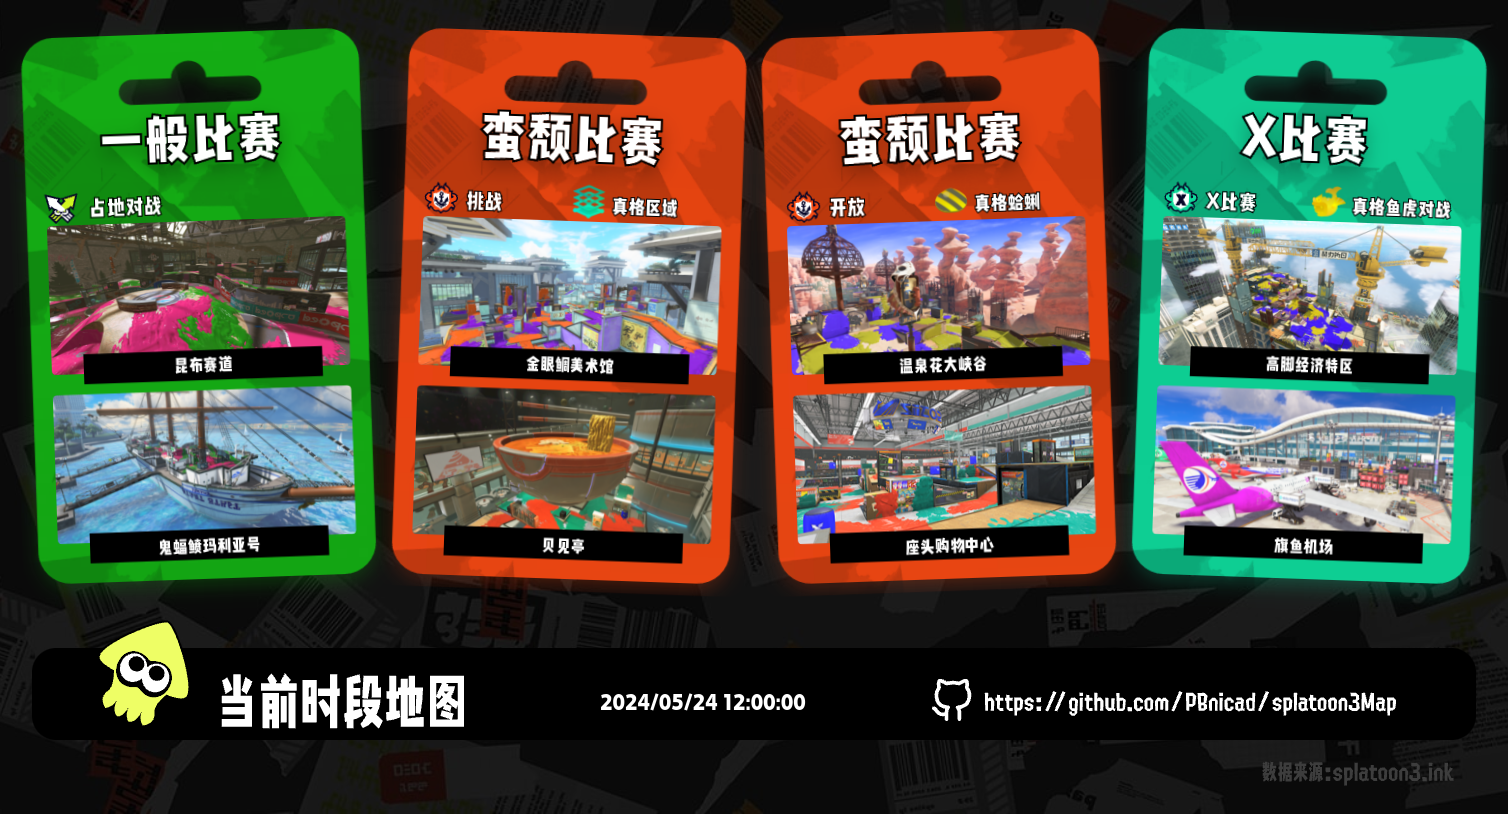 一般比赛
占地对战
昆布赛道
鬼蝠鲼玛利亚号
蛮颓比赛
挑战
真格区域
金眼鲷美术馆
贝见亭
蛮颓比赛
开放
真格蛤蜊
温泉花大峡谷
座头购物中心
X比赛
X比赛
真格鱼虎对战
高脚经济特区
旗鱼机场
当前时段地图
2024/05/24 12:00:00
https://github.com/PBnicad/splatoon3Map
数据来源:splatoon3.ink